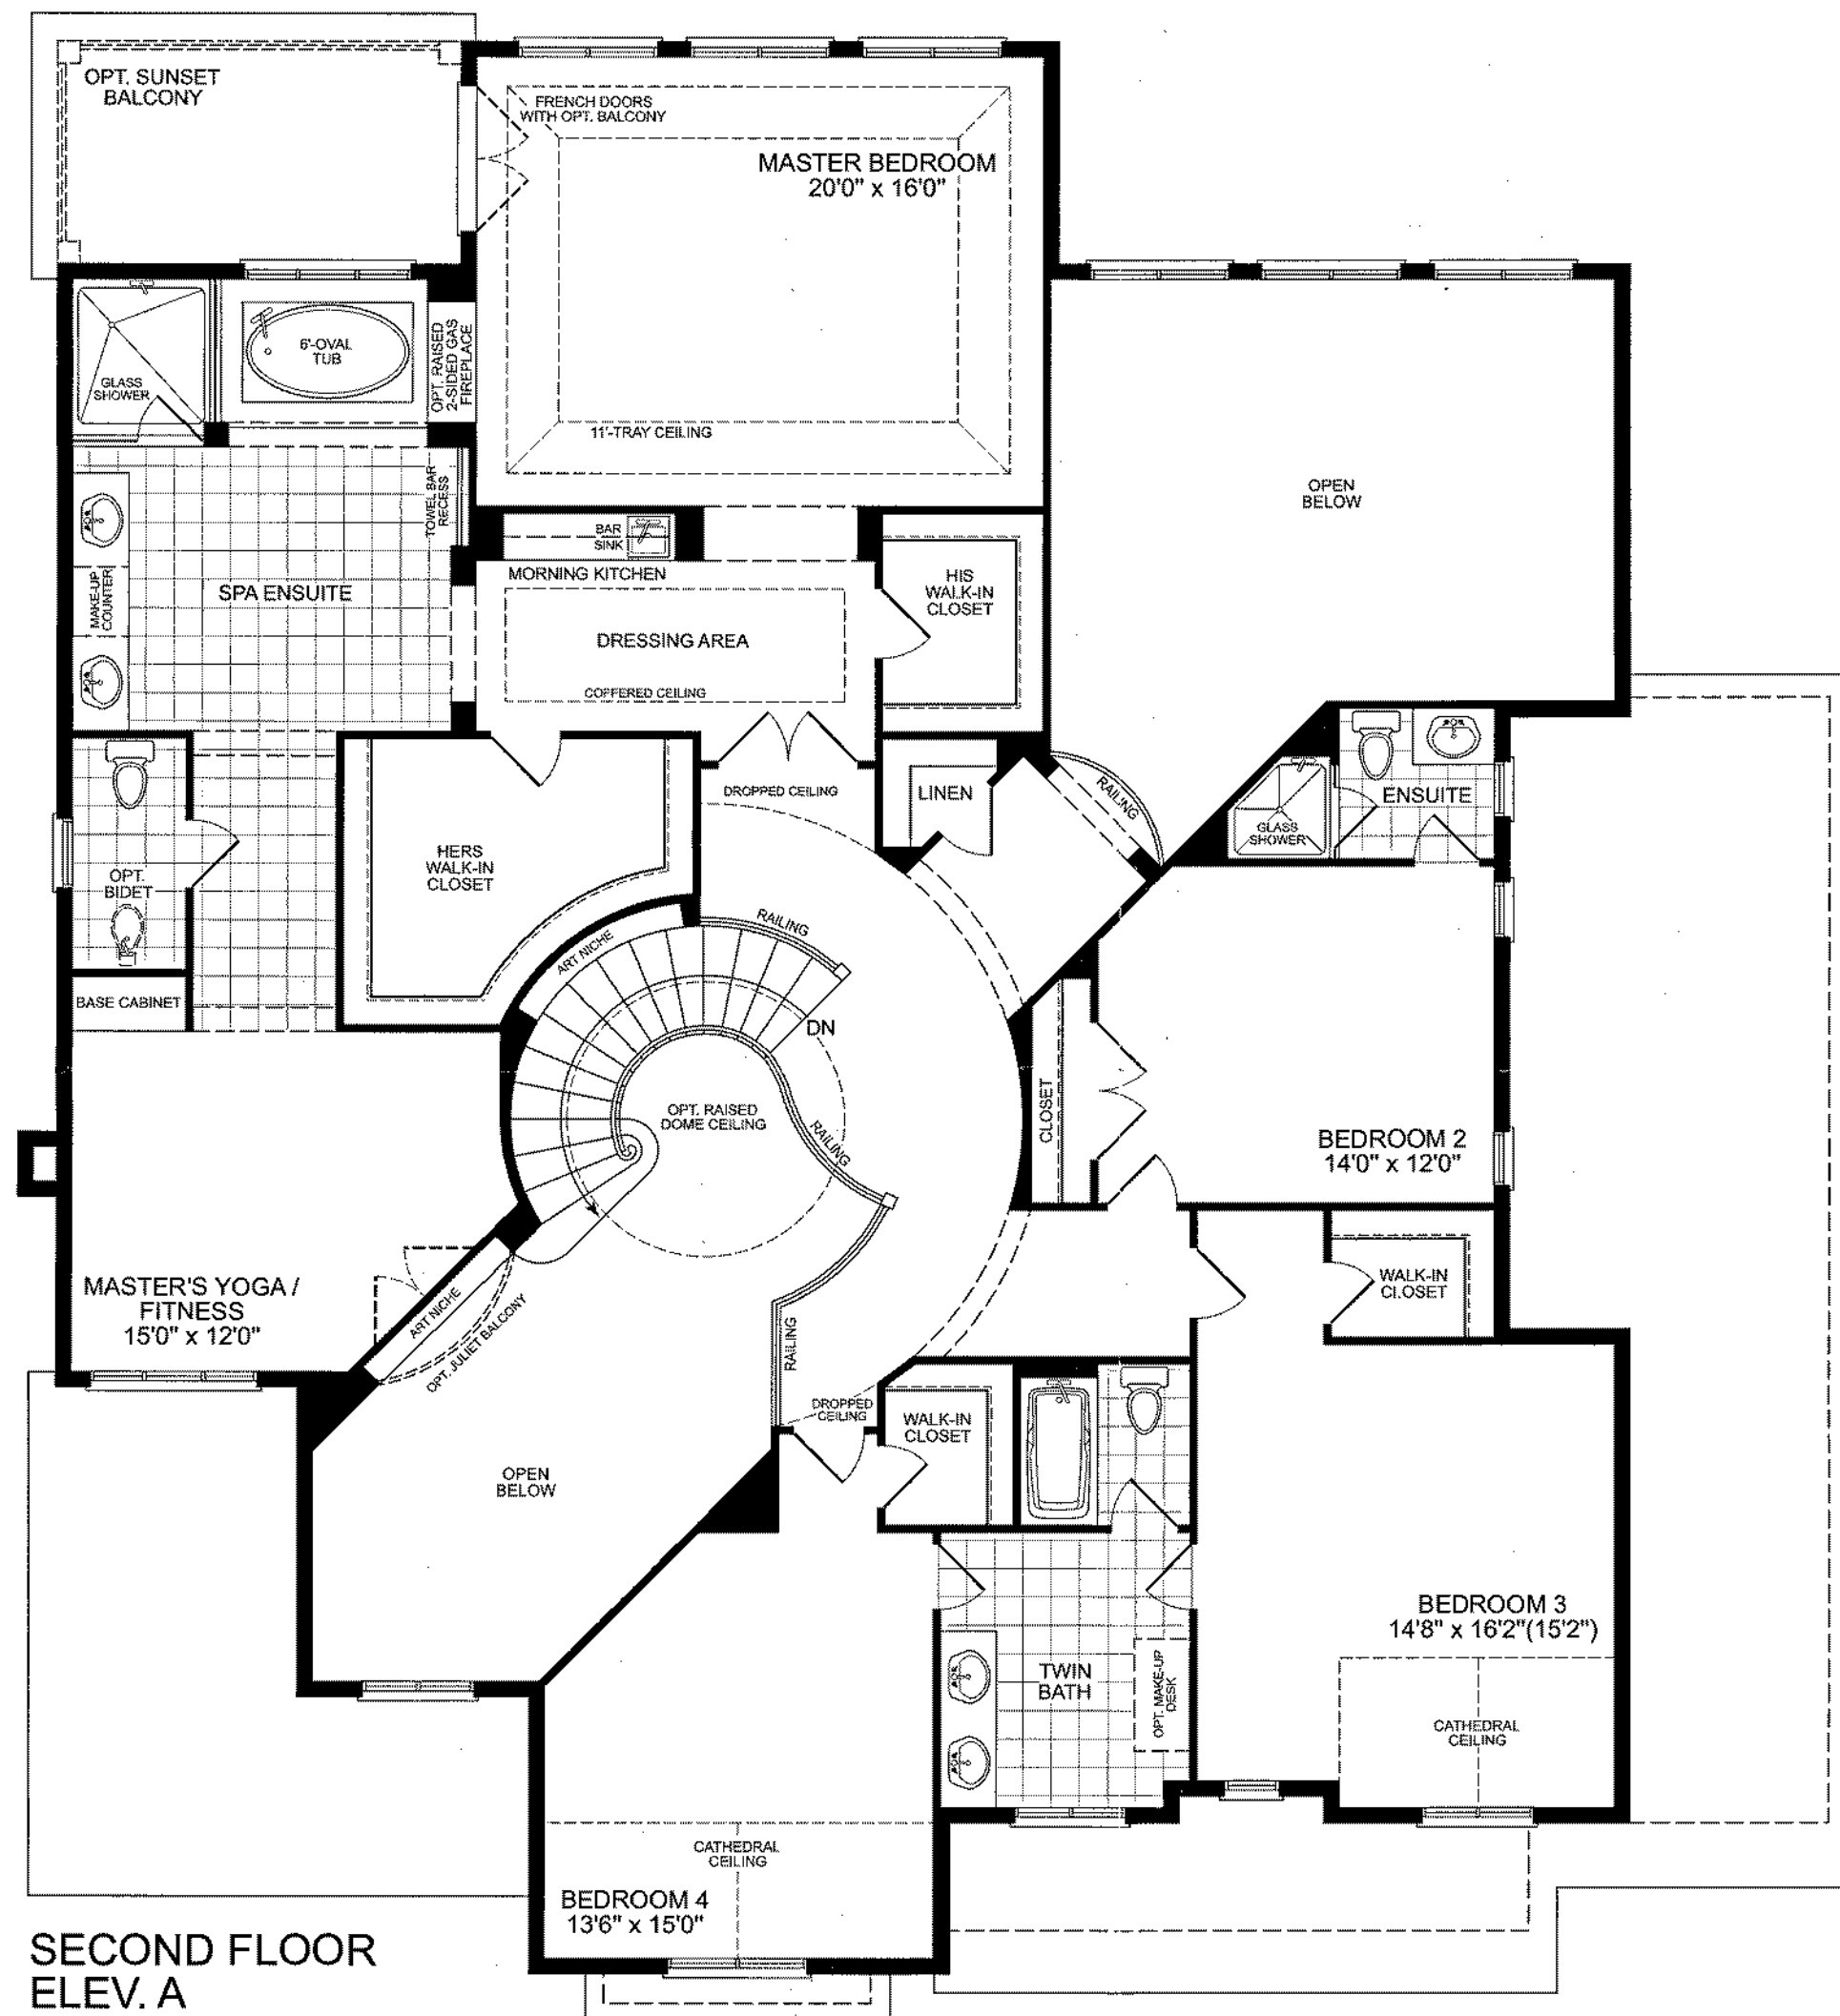 OPT. SUNSET
BALCONY
FRENCH DOORS
WITH OPT. BALCONY
MASTER BEDROOM
20'0" x 16'0"
6'-OVAL
TUB
OPT. RAISED
2-SIDED GAS
FIREPLACE
GLASS
SHOWER
11'-TRAY CEILING
TOWEL BAR
RECESS
OPEN
BELOW
BAR
SINK
MORNING KITCHEN
HIS
WALK-IN
CLOSET
MAKE-UP
COUNTER
SPA ENSUITE
DRESSING AREA
COFFERED CEILING
DROPPED CEILING
LINEN
RAILING
ENSUITE
GLASS
SHOWER
HERS
WALK-IN
CLOSET
OPT.
BIDET
RAILING
ART NICHE
BASE CABINET
DN
OPT. RAISED
DOME CEILING
RAILING
CLOSET
BEDROOM 2
14'0" x 12'0"
MASTER'S YOGA /
FITNESS
15'0" x 12'0"
ART NICHE
OPT. JULIET BALCONY
RAILING
WALK-IN
CLOSET
DROPPED
CEILING
WALK-IN
CLOSET
OPEN
BELOW
BEDROOM 3
14'8" x 16'2"(15'2")
TWIN
BATH
OPT. MAKE-UP
DESK
CATHEDRAL
CEILING
CATHEDRAL
CEILING
BEDROOM 4
13'6" x 15'0"
SECOND FLOOR
ELEV. A